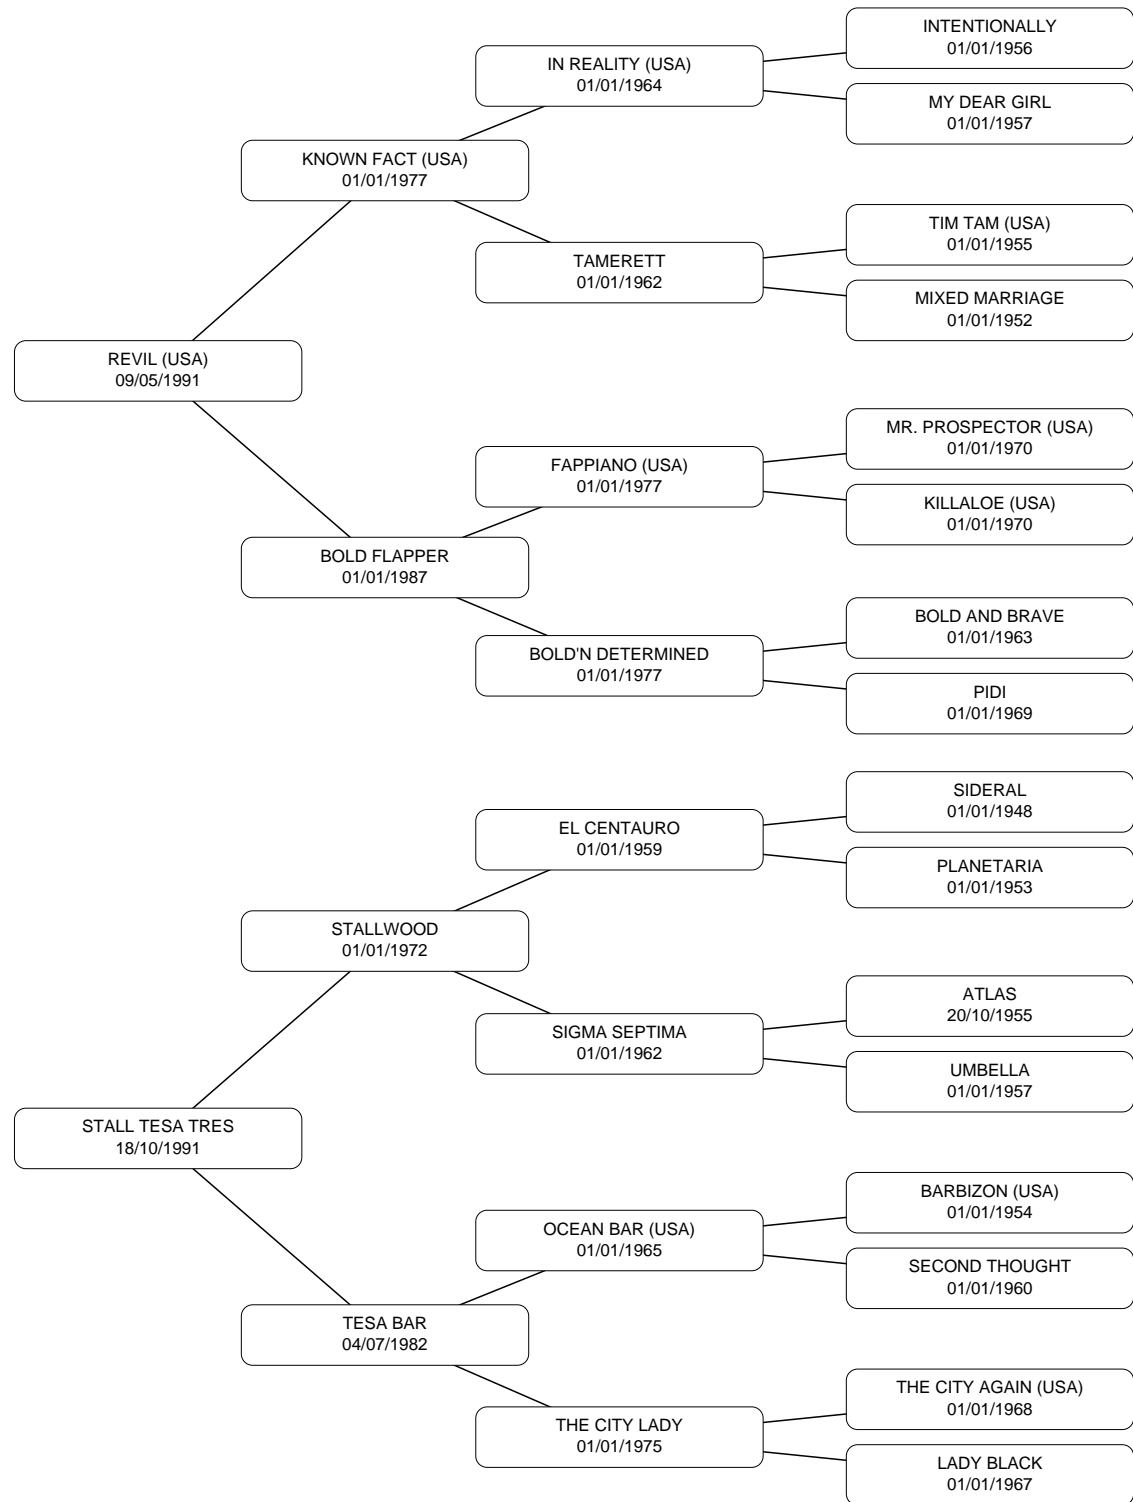 INTENTIONALLY
01/01/1956
IN REALITY (USA)
01/01/1964
MY DEAR GIRL
01/01/1957
KNOWN FACT (USA)
01/01/1977
TIM TAM (USA)
01/01/1955
TAMERETT
01/01/1962
MIXED MARRIAGE
01/01/1952
REVIL (USA)
09/05/1991
MR. PROSPECTOR (USA)
01/01/1970
FAPPIANO (USA)
01/01/1977
KILLALOE (USA)
01/01/1970
BOLD FLAPPER
01/01/1987
BOLD AND BRAVE
01/01/1963
BOLD'N DETERMINED
01/01/1977
PIDI
01/01/1969
SIDERAL
01/01/1948
EL CENTAURO
01/01/1959
PLANETARIA
01/01/1953
STALLWOOD
01/01/1972
ATLAS
20/10/1955
SIGMA SEPTIMA
01/01/1962
UMBELLA
01/01/1957
STALL TESA TRES
18/10/1991
BARBIZON (USA)
01/01/1954
OCEAN BAR (USA)
01/01/1965
SECOND THOUGHT
01/01/1960
TESA BAR
04/07/1982
THE CITY AGAIN (USA)
01/01/1968
THE CITY LADY
01/01/1975
LADY BLACK
01/01/1967